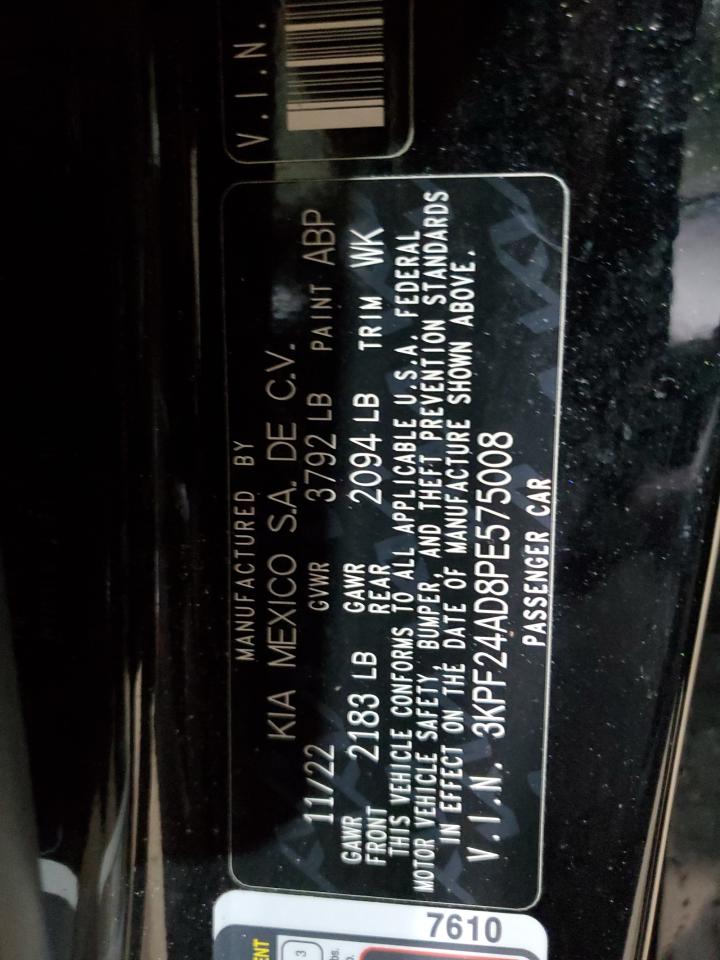 V.I.N.
MANUFACTURED BY
KIA MEXICO S.A. DE C.V.
11/22 GVWR 3792 LB PAINT ABP
GAWR FRONT 2183 LB GAWR REAR 2094 LB TRIM WK
THIS VEHICLE CONFORMS TO ALL APPLICABLE U.S.A. FEDERAL
MOTOR VEHICLE SAFETY, BUMPER, AND THEFT PREVENTION STANDARDS
IN EFFECT ON THE DATE OF MANUFACTURE SHOWN ABOVE.
V.I.N. 3KPF24AD8PE575008
PASSENGER CAR
7610
3